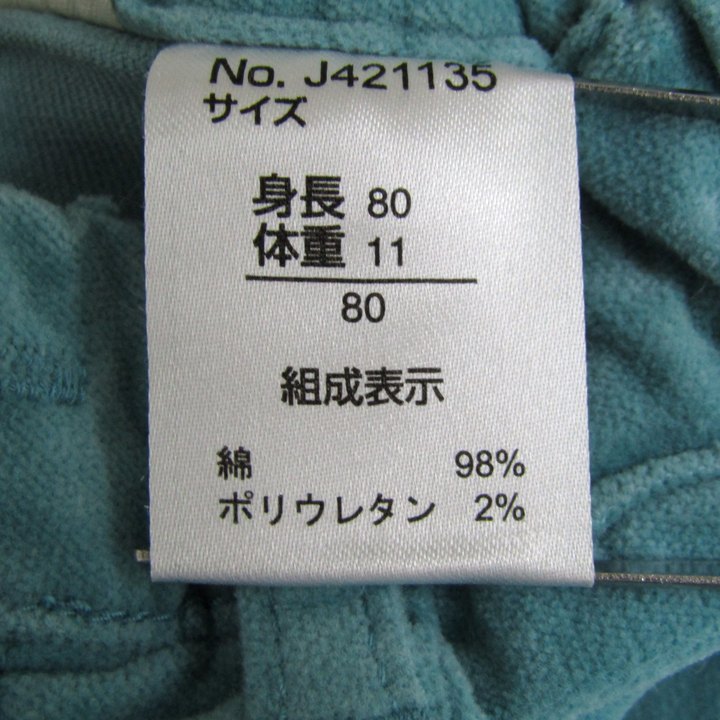 No. J421135
サイズ
身長 80
体重 11
80
組成表示
綿 98%
ポリウレタン 2%